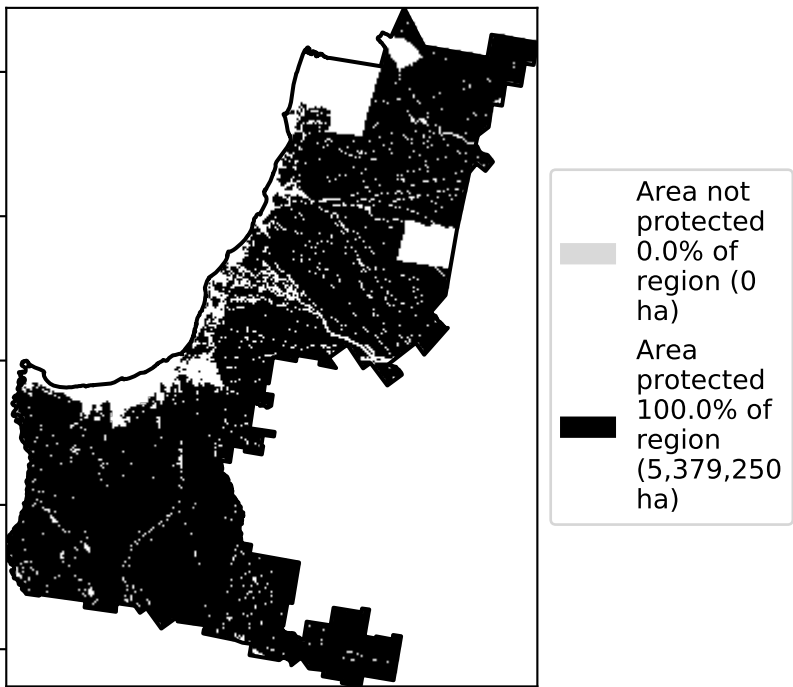 Area not
protected
0.0% of
region (0
ha)
Area
protected
100.0% of
region
(5,379,250
ha)